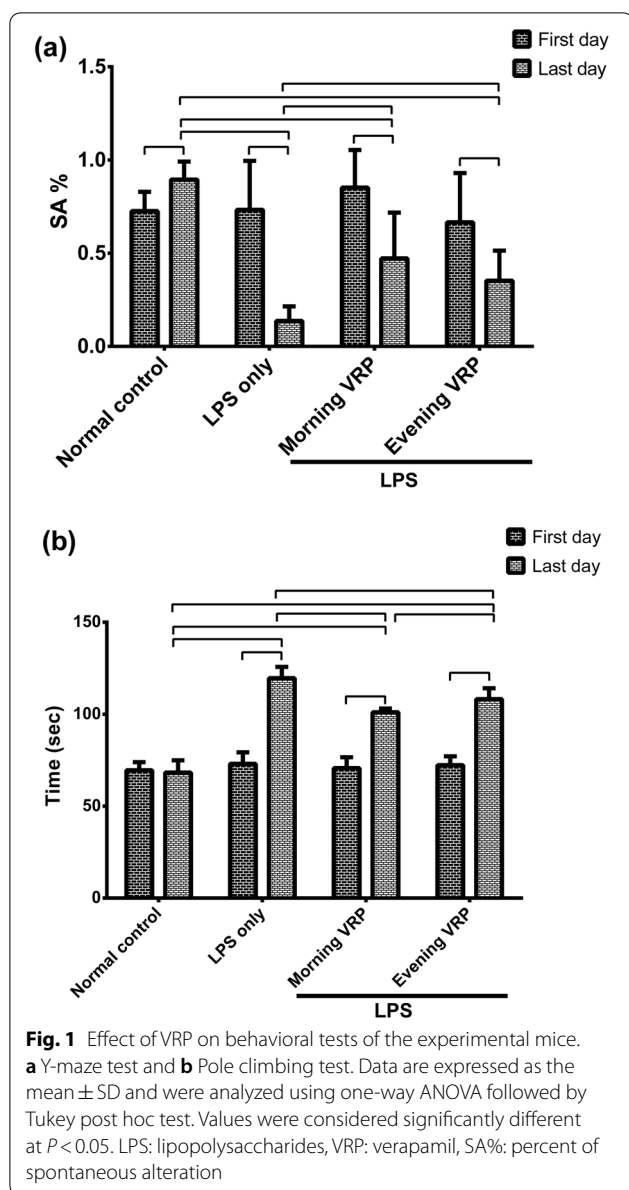 (a)
First day
Last day
1.5
1.0
0.5
0.0
SA %
Normal control
LPS only
Morning VRP
Evening VRP
LPS
(b)
First day
Last day
150
100
50
0
Time (sec)
Normal control
LPS only
Morning VRP
Evening VRP
LPS
Fig. 1 Effect of VRP on behavioral tests of the experimental mice.
a Y-maze test and b Pole climbing test. Data are expressed as the
mean ± SD and were analyzed using one-way ANOVA followed by
Tukey post hoc test. Values were considered significantly different
at P < 0.05. LPS: lipopolysaccharides, VRP: verapamil, SA%: percent of
spontaneous alteration